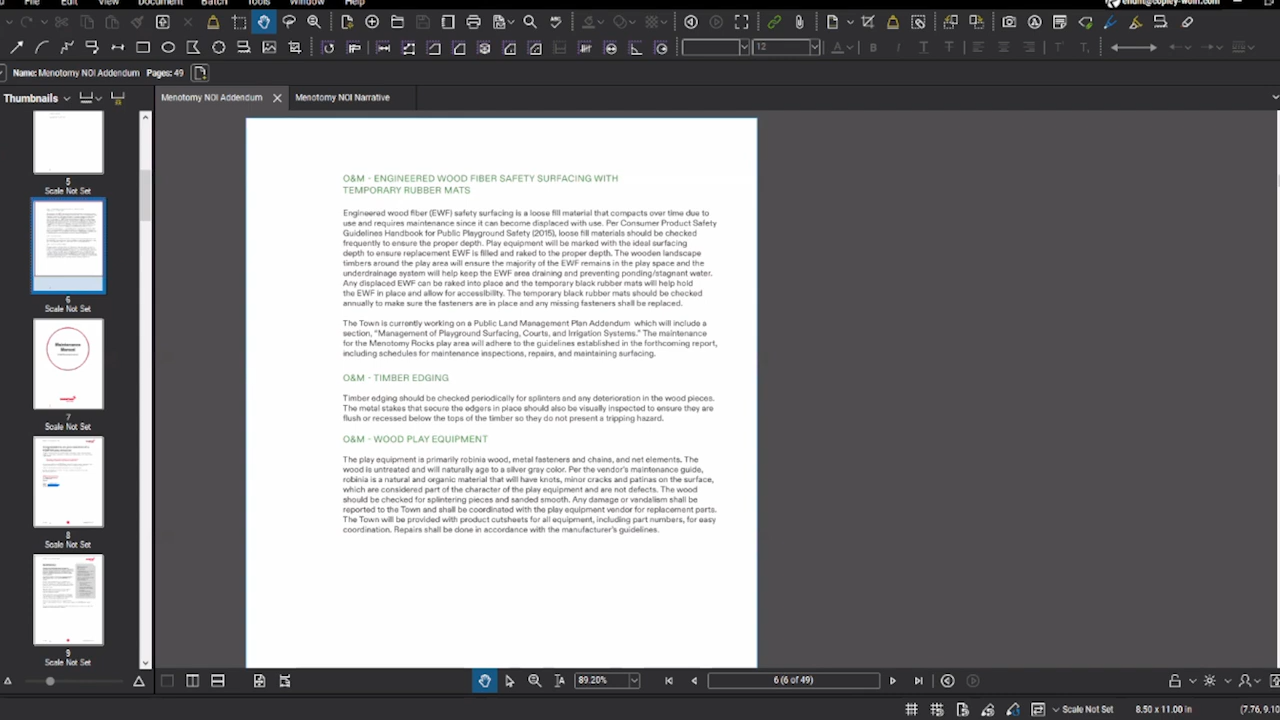 File Edit View Document Batch Tools Window Help
12
Name: Menotomy NOI Addendum Pages: 49
Thumbnails
Menotomy NOI Addendum
Menotomy NOI Narrative
5
Scale Not Set
6
Scale Not Set
Maintenance
Manual
7
Scale Not Set
8
Scale Not Set
9
Scale Not Set
O&M - ENGINEERED WOOD FIBER SAFETY SURFACING WITH
TEMPORARY RUBBER MATS
Engineered wood fiber (EWF) safety surfacing is a loose fill material that compacts over time due to
use and requires maintenance since it can become displaced with use. Per Consumer Product Safety
Guidelines Handbook for Public Playground Safety (2015), loose fill materials should be checked
frequently to ensure the proper depth. Play equipment will be marked with the ideal surfacing
depth to ensure replacement EWF is filled and raked to the proper depth. The wooden landscape
timbers around the play area will ensure the majority of the EWF remains in the play space and the
underdrainage system will help keep the EWF area draining and preventing ponding/stagnant water.
Any displaced EWF can be raked into place and the temporary black rubber mats will help hold
the EWF in place and allow for accessibility. The temporary black rubber mats should be checked
annually to make sure the fasteners are in place and any missing fasteners shall be replaced.
The Town is currently working on a Public Land Management Plan Addendum which will include a
section, "Management of Playground Surfacing, Courts, and Irrigation Systems." The maintenance
for the Menotomy Rocks play area will adhere to the guidelines established in the forthcoming report,
including schedules for maintenance inspections, repairs, and maintaining surfacing.
O&M - TIMBER EDGING
Timber edging should be checked periodically for splinters and any deterioration in the wood pieces.
The metal stakes that secure the edgers in place should also be visually inspected to ensure they are
flush or recessed below the tops of the timber so they do not present a tripping hazard.
O&M - WOOD PLAY EQUIPMENT
The play equipment is primarily robinia wood, metal fasteners and chains, and net elements. The
wood is untreated and will naturally age to a silver gray color. Per the vendor's maintenance guide,
robinia is a natural and organic material that will have knots, minor cracks and patinas on the surface,
which are considered part of the character of the play equipment and are not defects. The wood
should be checked for splintering pieces and sanded smooth. Any damage or vandalism shall be
reported to the Town and shall be coordinated with the play equipment vendor for replacement parts.
The Town will be provided with product cutsheets for all equipment, including part numbers, for easy
coordination. Repairs shall be done in accordance with the manufacturer's guidelines.
89.20%
6 (6 of 49)
Scale Not Set
8.50 x 11.00 in
(7.76, 9.10